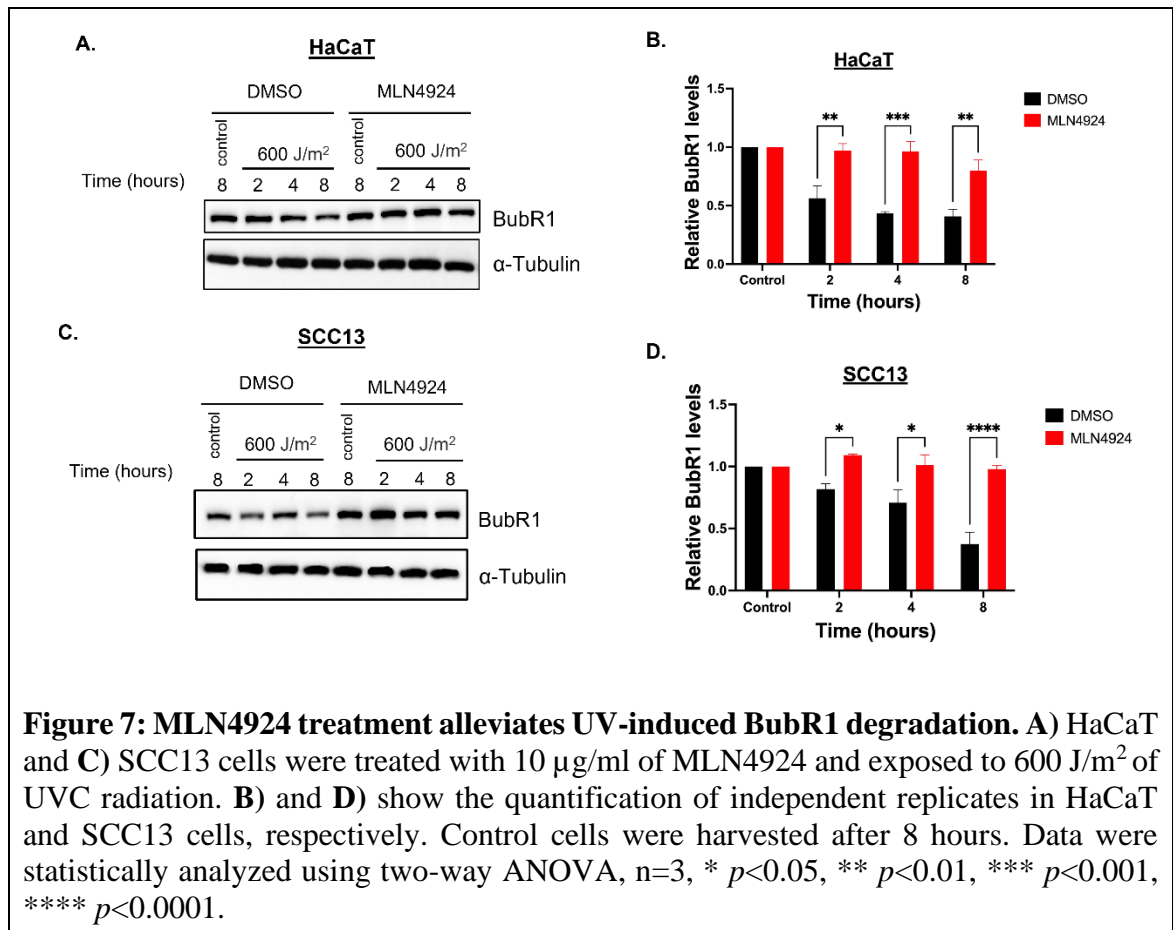 A.
HaCaT
DMSO MLN4924
control 600 J/m² control 600 J/m²
Time (hours) 8 2 4 8 8 2 4 8
BubR1
α-Tubulin
B.
HaCaT
Relative BubR1 levels
1.5
1.0
0.5
0.0
** *** **
DMSO
MLN4924
Control 2 4 8
Time (hours)
C.
SCC13
DMSO MLN4924
control 600 J/m² control 600 J/m²
Time (hours) 8 2 4 8 8 2 4 8
BubR1
α-Tubulin
D.
SCC13
Relative BubR1 levels
1.5
1.0
0.5
0.0
* * ****
DMSO
MLN4924
Control 2 4 8
Time (hours)
Figure 7: MLN4924 treatment alleviates UV-induced BubR1 degradation. A) HaCaT
and C) SCC13 cells were treated with 10 µg/ml of MLN4924 and exposed to 600 J/m² of
UVC radiation. B) and D) show the quantification of independent replicates in HaCaT
and SCC13 cells, respectively. Control cells were harvested after 8 hours. Data were
statistically analyzed using two-way ANOVA, n=3, * p<0.05, ** p<0.01, *** p<0.001,
**** p<0.0001.